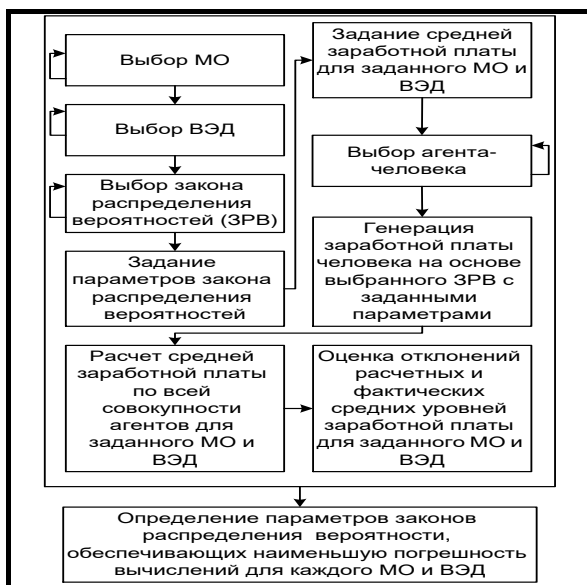 Выбор МО
Выбор ВЭД
Выбор закона
распределения
вероятностей (ЗРВ)
Задание
параметров закона
распределения
вероятностей
Задание средней
заработной платы
для заданного МО и
ВЭД
Выбор агента-
человека
Генерация
заработной платы
человека на основе
выбранного ЗРВ с
заданными
параметрами
Расчет средней
заработной платы
по всей
совокупности
агентов для
заданного МО и
ВЭД
Оценка отклонений
расчетных и
фактических
средних уровней
заработной платы
для заданного МО и
ВЭД
Определение параметров законов
распределения вероятности,
обеспечивающих наименьшую погрешность
вычислений для каждого МО и ВЭД